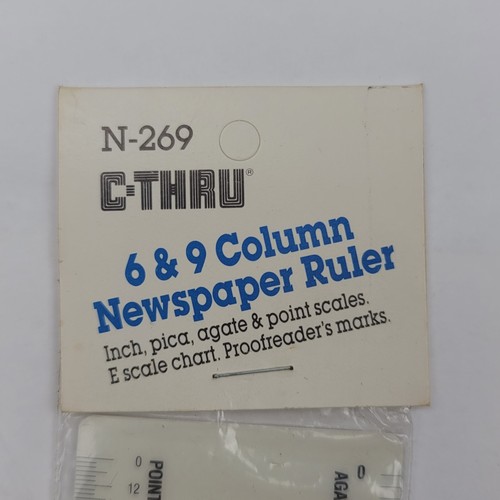 N-269
C-THRU®
6 & 9 Column
Newspaper Ruler
Inch, pica, agate & point scales.
E scale chart. Proofreader's marks.
0
12
POINT
AGA
0